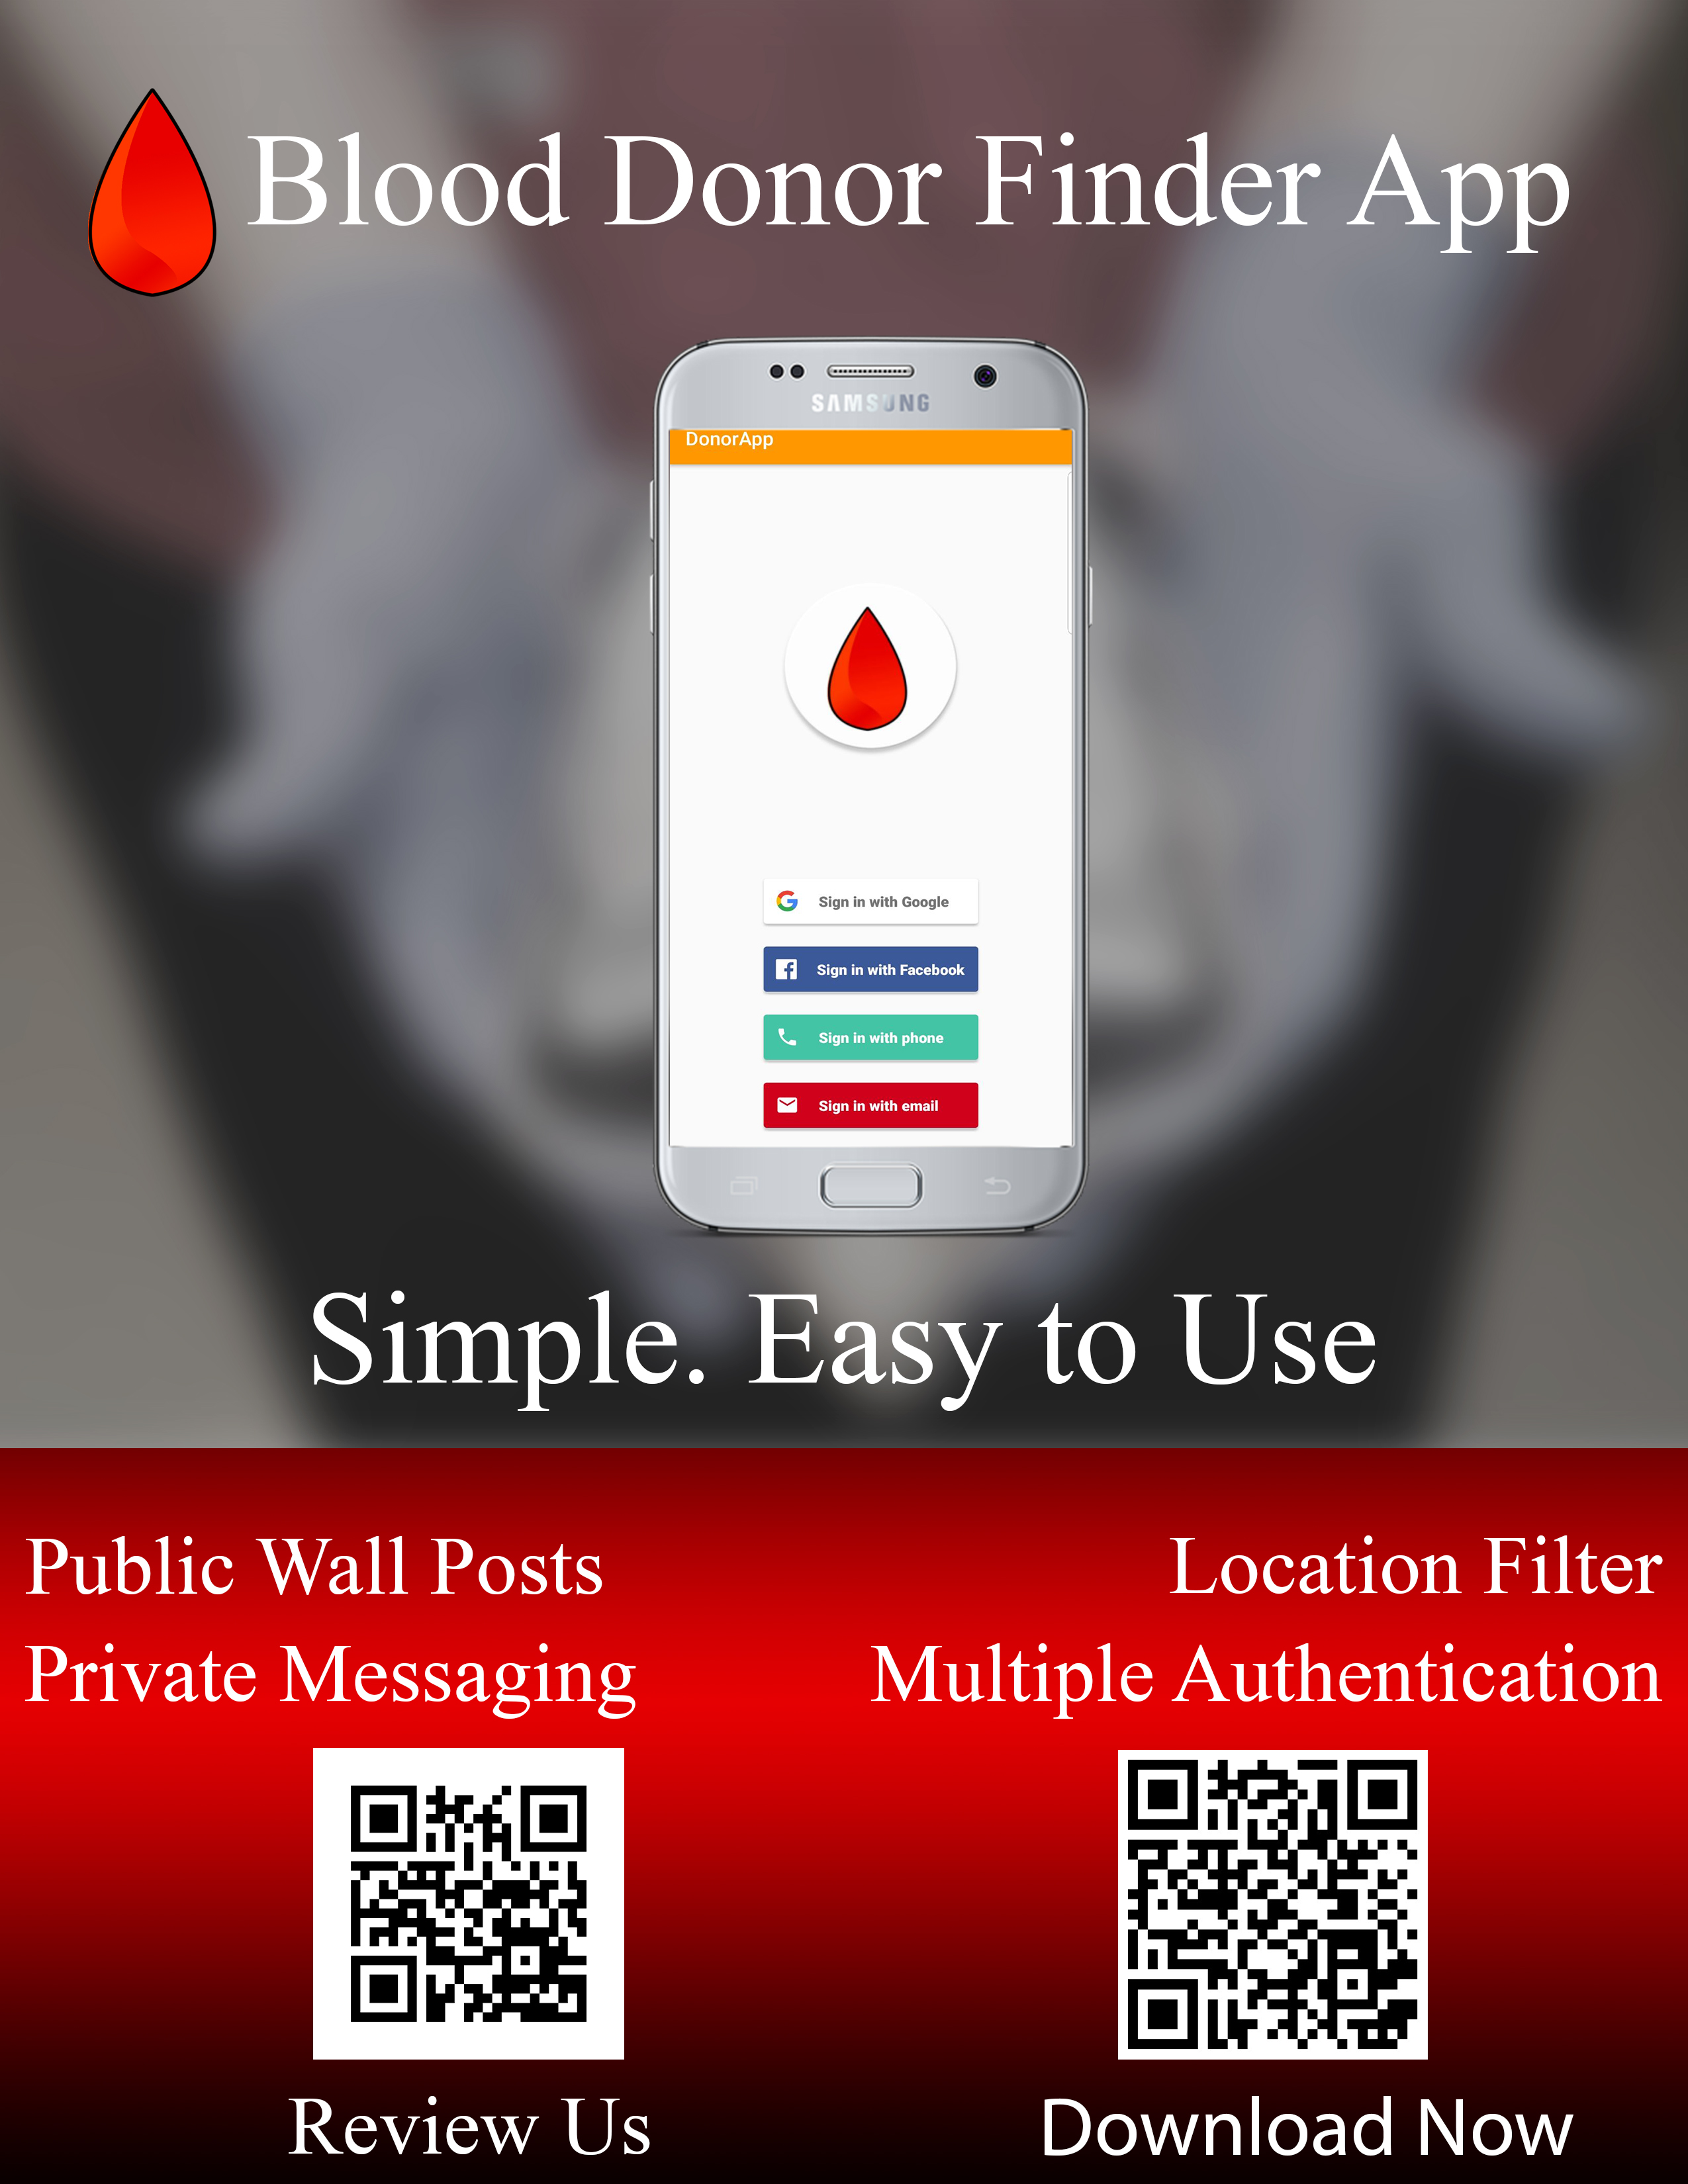 Blood Donor Finder App
SAMSUNG
DonorApp
Sign in with Google
Sign in with Facebook
Sign in with phone
Sign in with email
Simple. Easy to Use
Public Wall Posts
Location Filter
Private Messaging
Multiple Authentication
Review Us
Download Now